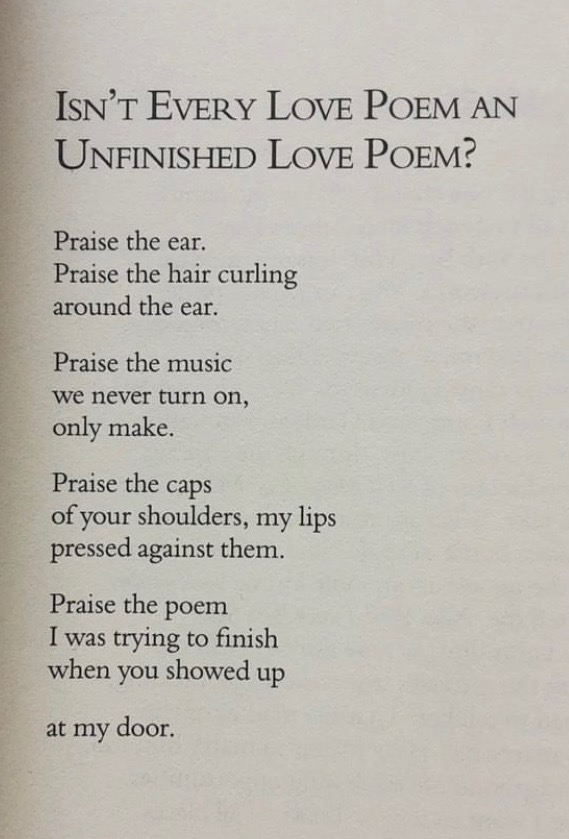 ISN'T EVERY LOVE POEM AN
UNFINISHED LOVE POEM?
Praise the ear.
Praise the hair curling
around the ear.
Praise the music
we never turn on,
only make.
Praise the caps
of your shoulders, my lips
pressed against them.
Praise the poem
I was trying to finish
when you showed up
at my door.